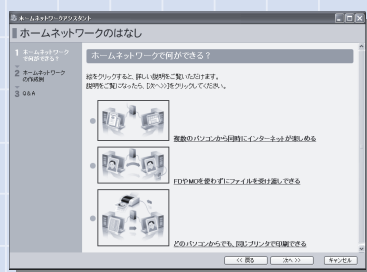 ホームネットワークアシスタント
ホームネットワークのはなし
1 ホームネットワーク
で何ができる？
2 ホームネットワーク
の作成例
3 Q&A
ホームネットワークで何ができる？
絵をクリックすると、詳しい説明をご覧いただけます。
説明をご覧になったら、[次へ>>]をクリックしてください。
複数のパソコンから同時にインターネットが楽しめる
FDやMOを使わずにファイルを受け渡しできる
どのパソコンからでも、同じプリンタで印刷できる
<< 戻る
次へ >>
キャンセル